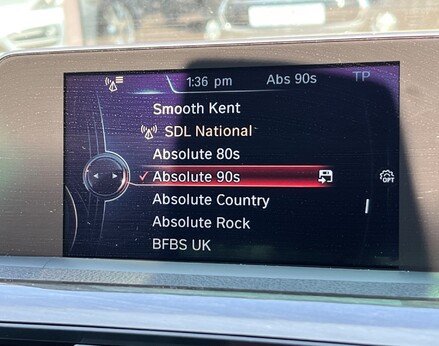 1:36 pm Abs 90s TP
Smooth Kent
SDL National
Absolute 80s
Absolute 90s
OPT
Absolute Country
Absolute Rock
BFBS UK